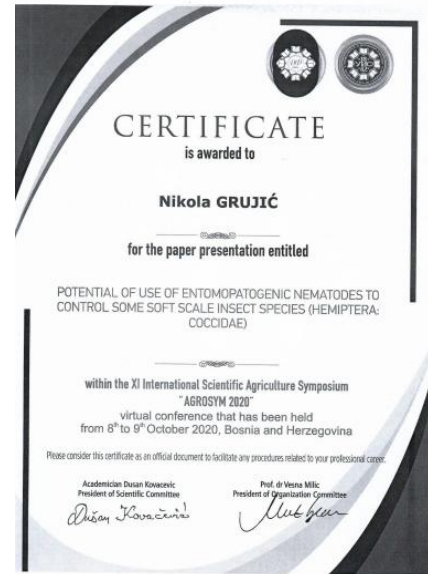 CERTIFICATE
is awarded to
Nikola GRUJIĆ
for the paper presentation entitled
POTENTIAL OF USE OF ENTOMOPATOGENIC NEMATODES TO
CONTROL SOME SOFT SCALE INSECT SPECIES (HEMIPTERA:
COCCIDAE)
within the XI International Scientific Agriculture Symposium
"AGROSYM 2020"
virtual conference that has been held
from 8th to 9th October 2020, Bosnia and Herzegovina
Please consider this certificate as an official document to facilitate any procedures related to your professional career.
Academician Dusan Kovacevic
President of Scientific Committee
Dušan Kovačević
Prof. dr Vesna Milic
President of Organization Committee